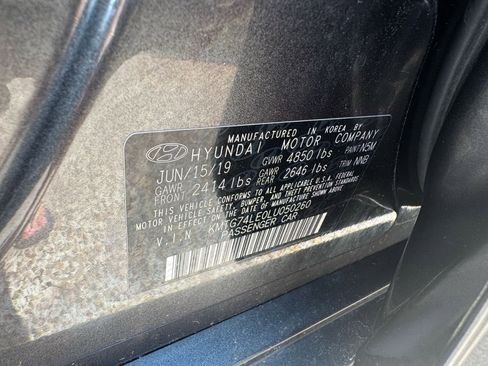 MANUFACTURED IN KOREA BY
HYUNDAI MOTOR COMPANY
JUN/15/19 GVWR 4850 lbs PAINT N5M
GAWR FRONT 2414 lbs GAWR REAR 2646 lbs TRIM NNB
THIS VEHICLE CONFORMS TO ALL APPLICABLE U.S.A. FEDERAL
MOTOR VEHICLE SAFETY, BUMPER, AND THEFT PREVENTION STANDARDS
IN EFFECT ON THE DATE OF MANUFACTURE SHOWN ABOVE.
V.I.N : KMTG74LE0LU050260
PASSENGER CAR